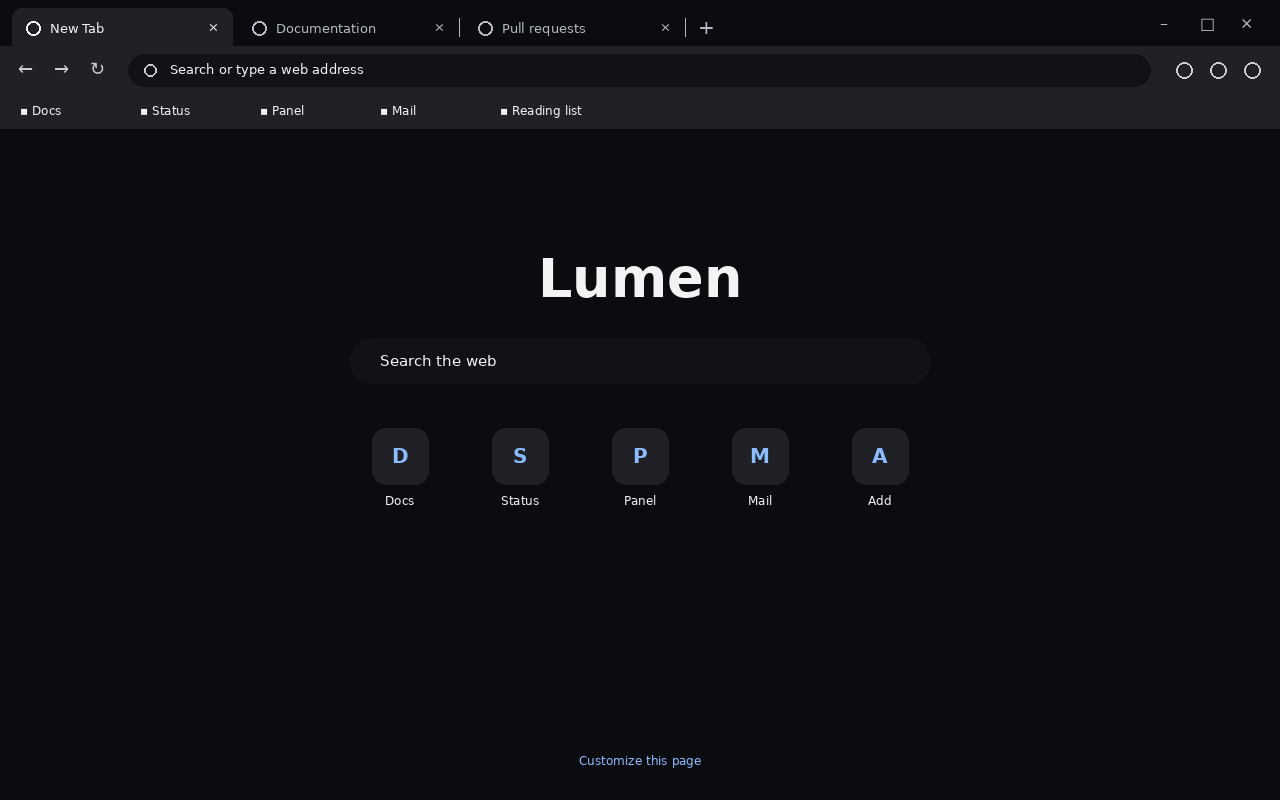 New Tab
Documentation
Pull requests
Search or type a web address
Docs
Status
Panel
Mail
Reading list
Lumen
Search the web
D S P M A
Docs Status Panel Mail Add
Customize this page